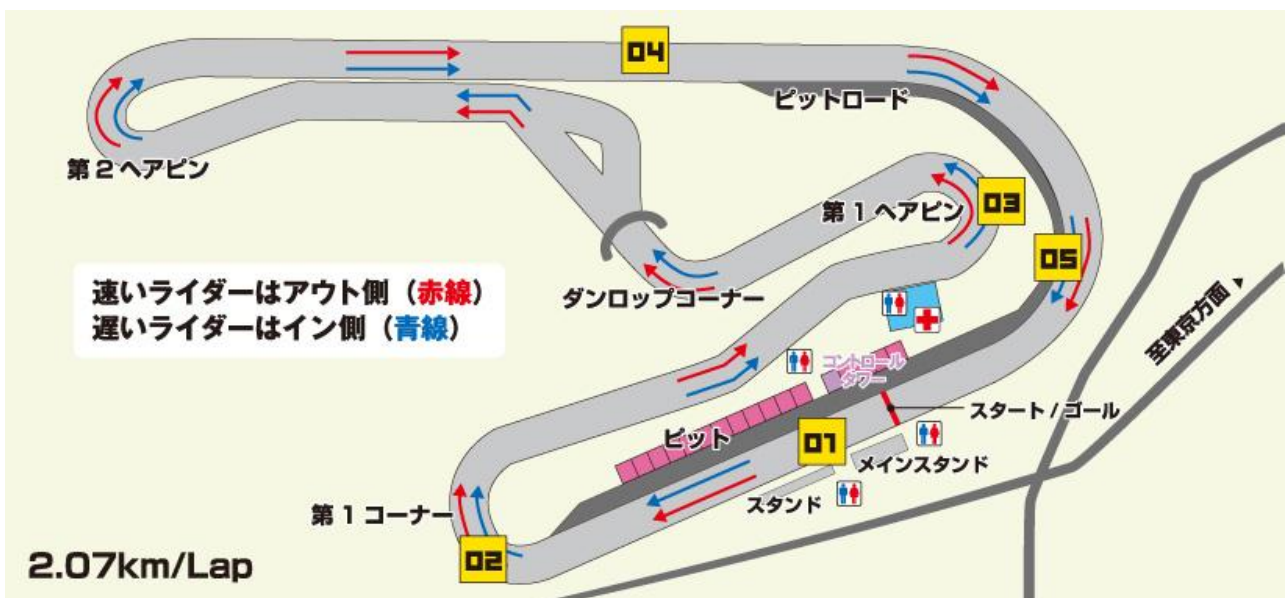 04
ピットロード
第2ヘアピン
第1ヘアピン
03
05
速いライダーはアウト側（赤線）
遅いライダーはイン側（青線）
ダンロップコーナー
至東京方面▲
コントロール
タワー
スタート/ゴール
ピット
01
メインスタンド
スタンド
第1コーナー
02
2.07km/Lap